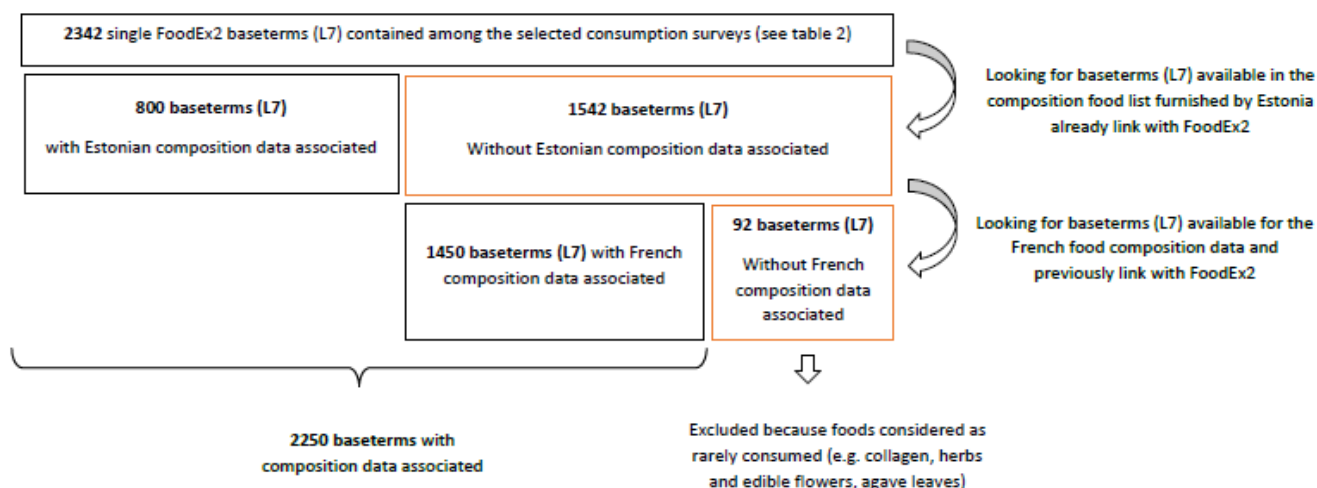 2342 single FoodEx2 baseterms (L7) contained among the selected consumption surveys (see table 2)
Looking for baseterms (L7) available in the
composition food list furnished by Estonia
already link with FoodEx2
800 baseterms (L7)
with Estonian composition data associated
1542 baseterms (L7)
Without Estonian composition data associated
Looking for baseterms (L7) available for the
French food composition data and
previously link with FoodEx2
1450 baseterms (L7) with French
composition data associated
92 baseterms (L7)
Without French
composition data
associated
2250 baseterms with
composition data associated
Excluded because foods considered as
rarely consumed (e.g. collagen, herbs
and edible flowers, agave leaves)